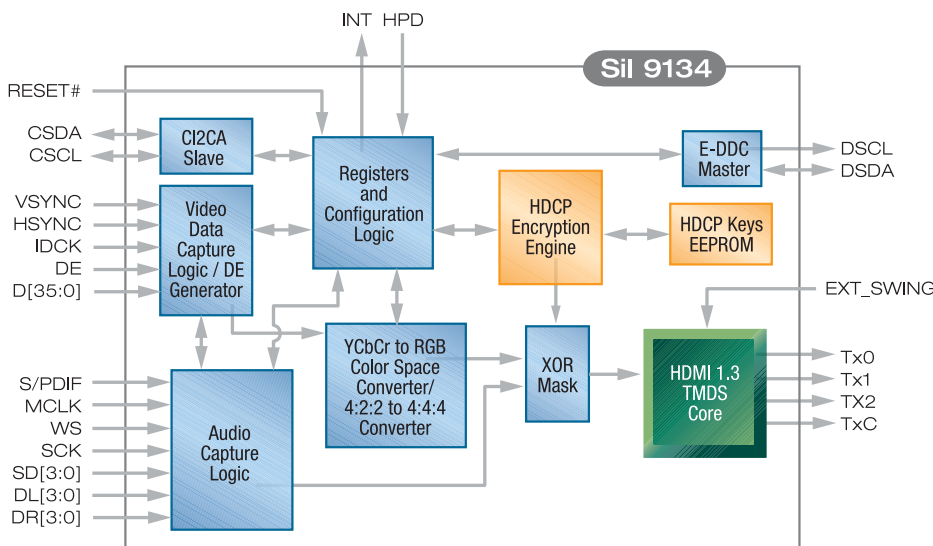 INT HPD
SiI 9134
RESET#
CSDA
CSCL
CI2CA
Slave
Registers
and
Configuration
Logic
E-DDC
Master
DSCL
DSDA
VSYNC
HSYNC
IDCK
DE
D[35:0]
Video
Data
Capture
Logic / DE
Generator
HDCP
Encryption
Engine
HDCP Keys
EEPROM
EXT_SWING
YCbCr to RGB
Color Space
Converter/
4:2:2 to 4:4:4
Converter
XOR
Mask
HDMI 1.3
TMDS
Core
Tx0
Tx1
TX2
TxC
S/PDIF
MCLK
WS
SCK
SD[3:0]
DL[3:0]
DR[3:0]
Audio
Capture
Logic